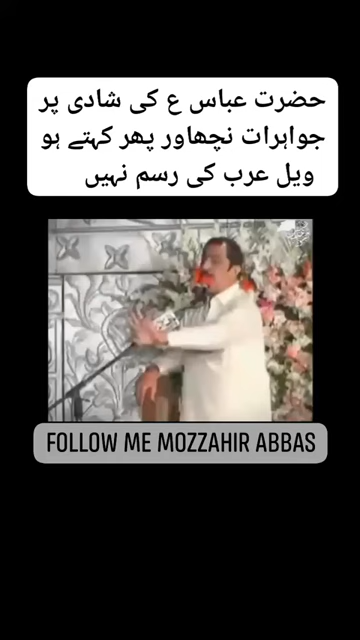 حضرت عباس ع کی شادی پر
جواہرات نچھاور پھر کہتے ہو
ویل عرب کی رسم نہیں
FOLLOW ME MOZZAHIR ABBAS